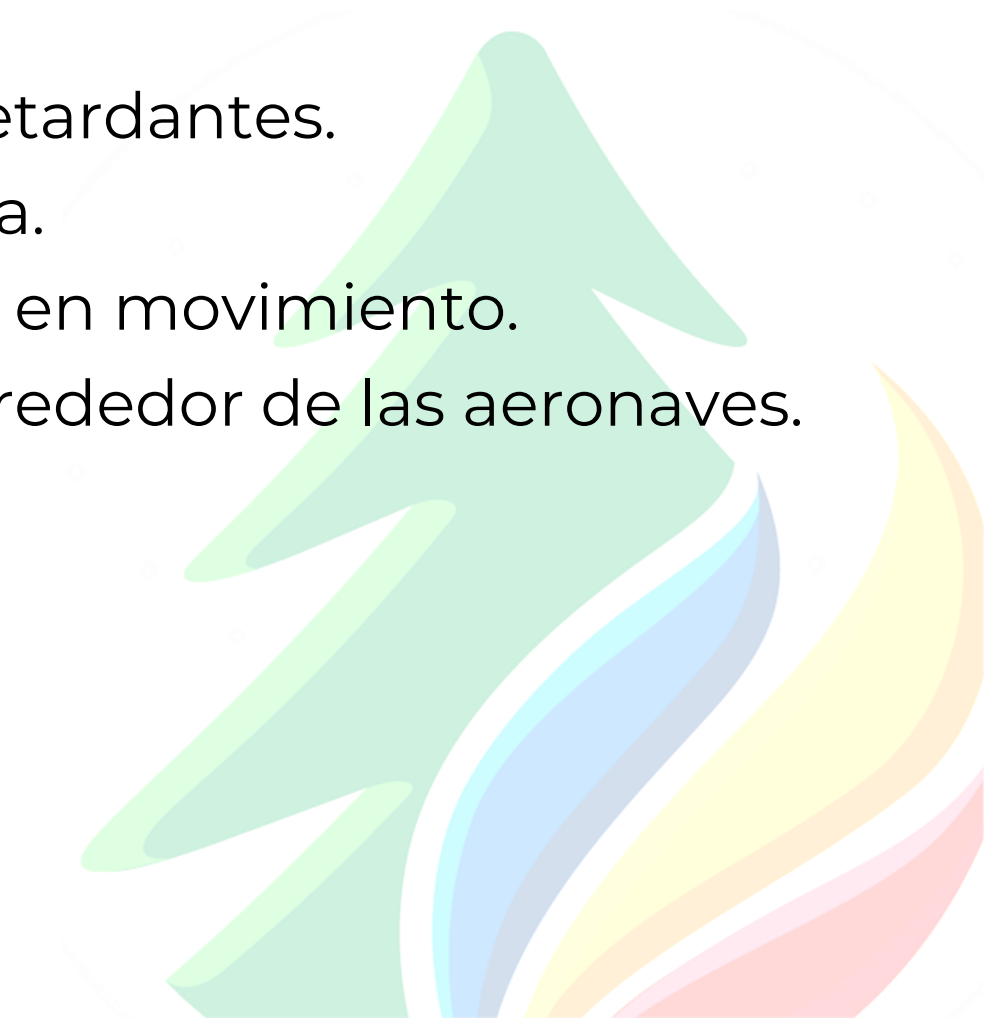 etardantes.
a.
en movimiento.
rededor de las aeronaves.